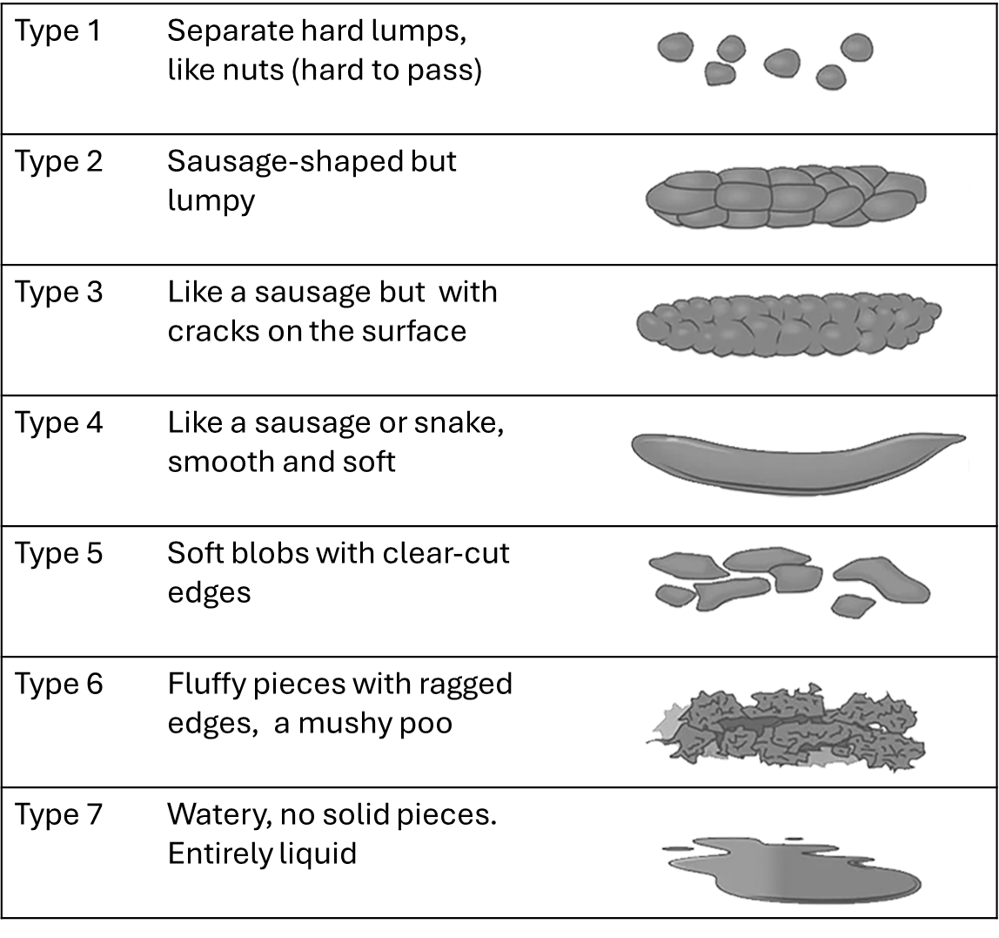 Type 1 Separate hard lumps,
like nuts (hard to pass)
Type 2 Sausage-shaped but
lumpy
Type 3 Like a sausage but  with
cracks on the surface
Type 4 Like a sausage or snake,
smooth and soft
Type 5 Soft blobs with clear-cut
edges
Type 6 Fluffy pieces with ragged
edges,  a mushy poo
Type 7 Watery, no solid pieces.
Entirely liquid